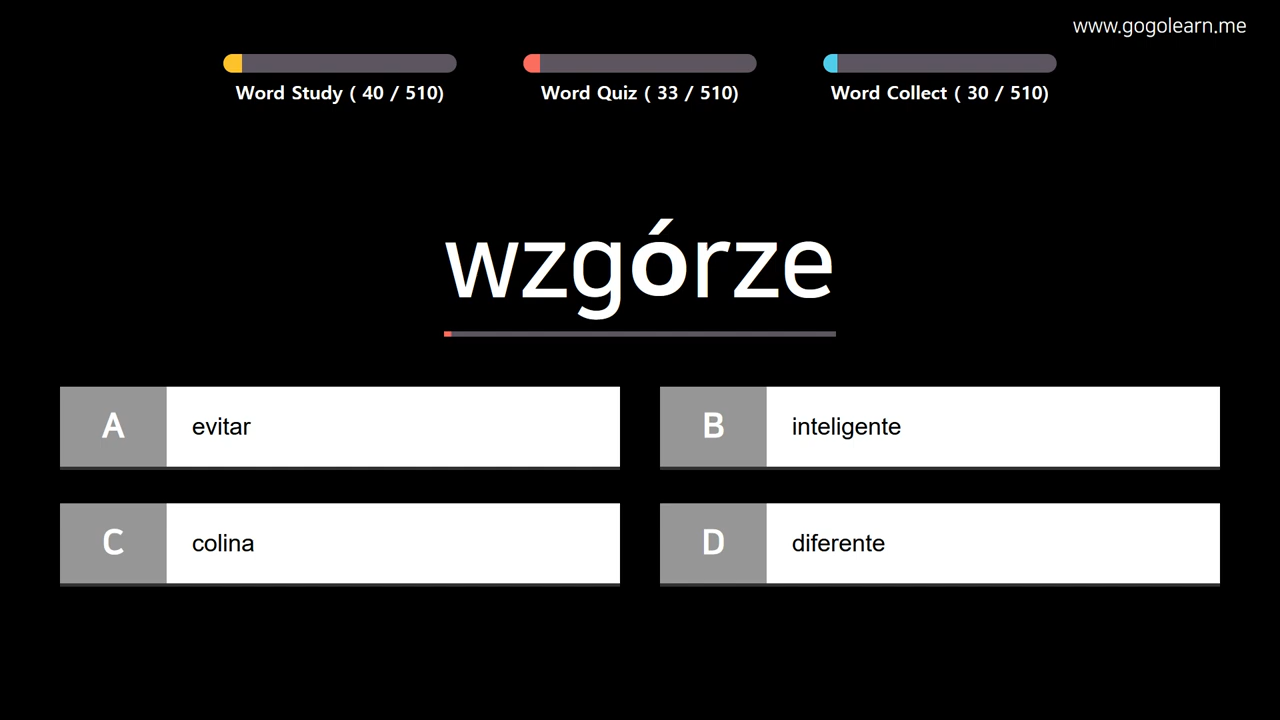 www.gogolearn.me
Word Study ( 40 / 510)
Word Quiz ( 33 / 510)
Word Collect ( 30 / 510)
wzgórze
A evitar
B inteligente
C colina
D diferente